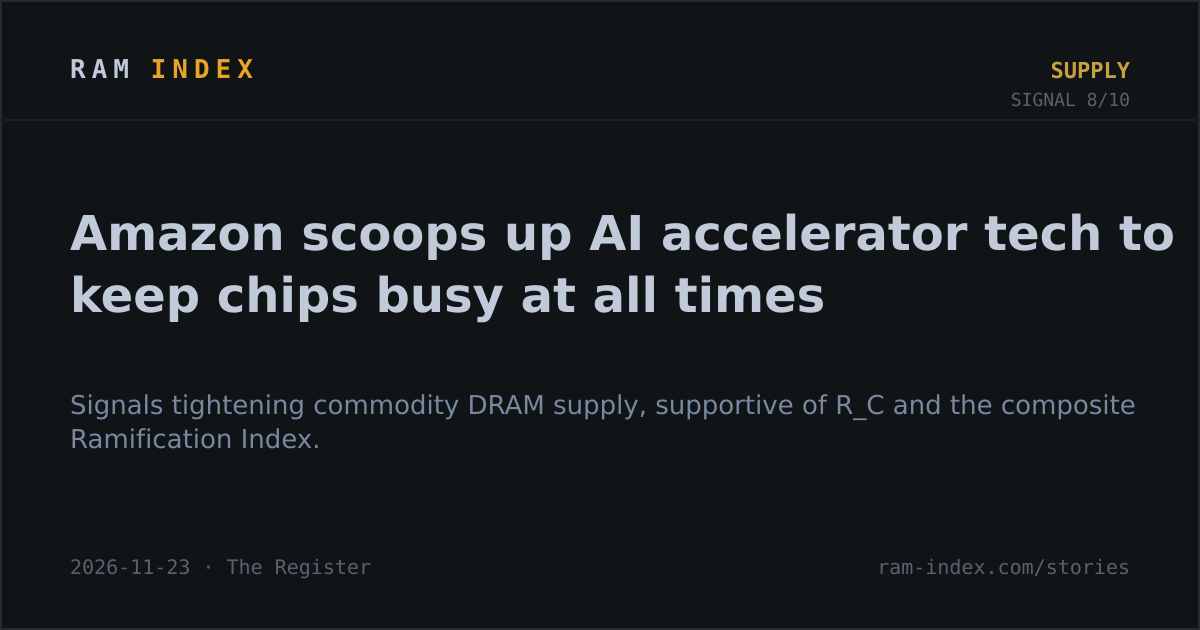 RAM INDEX
SUPPLY
SIGNAL 8/10
Amazon scoops up AI accelerator tech to
keep chips busy at all times
Signals tightening commodity DRAM supply, supportive of R_C and the composite
Ramification Index.
2026-11-23 · The Register
ram-index.com/stories